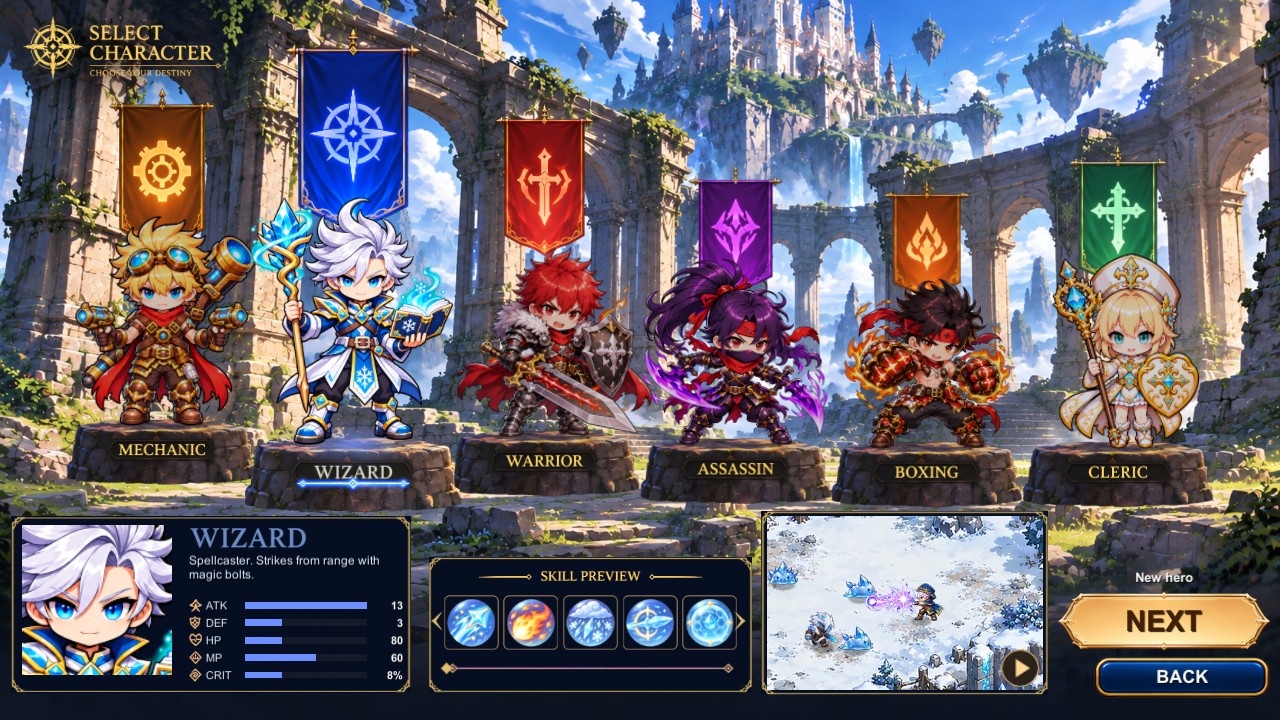 SELECT
CHARACTER
CHOOSE YOUR DESTINY
MECHANIC
WIZARD
WARRIOR
ASSASSIN
BOXING
CLERIC
WIZARD
Spellcaster. Strikes from range with
magic bolts.
ATK 13
DEF 3
HP 80
MP 60
CRIT 8%
SKILL PREVIEW
New hero
NEXT
BACK